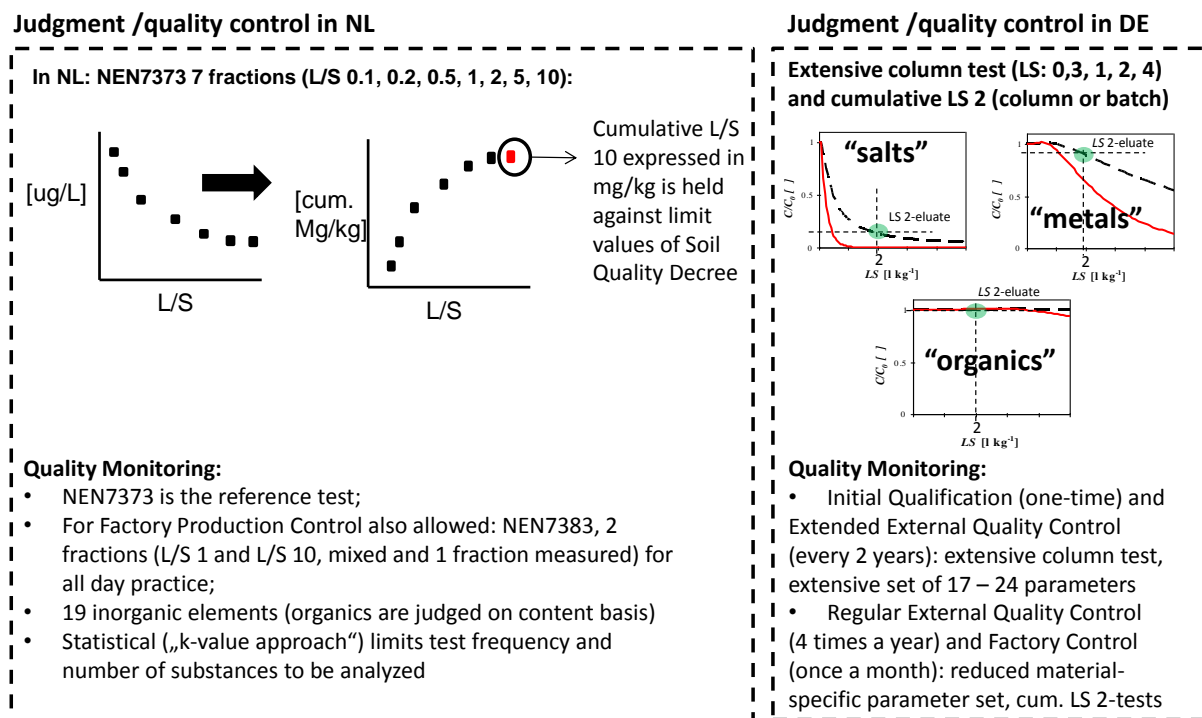 Judgment /quality control in NL
In NL: NEN7373 7 fractions (L/S 0.1, 0.2, 0.5, 1, 2, 5, 10):
[ug/L]
L/S
[cum.
Mg/kg]
L/S
Cumulative L/S
10 expressed in
mg/kg is held
against limit
values of Soil
Quality Decree
Quality Monitoring:
• NEN7373 is the reference test;
• For Factory Production Control also allowed: NEN7383, 2
fractions (L/S 1 and L/S 10, mixed and 1 fraction measured) for
all day practice;
• 19 inorganic elements (organics are judged on content basis)
• Statistical („k-value approach“) limits test frequency and
number of substances to be analyzed
Judgment /quality control in DE
Extensive column test (LS: 0,3, 1, 2, 4)
and cumulative LS 2 (column or batch)
1
0.5
0
C/C0 [ ]
“salts”
LS 2-eluate
2
LS [l kg-1]
1
0.5
0
C/C0 [ ]
LS 2-eluate
“metals”
2
LS [l kg-1]
LS 2-eluate
1
0.5
0
C/C0 [ ]
“organics”
2
LS [l kg-1]
Quality Monitoring:
• Initial Qualification (one-time) and
Extended External Quality Control
(every 2 years): extensive column test,
extensive set of 17 – 24 parameters
• Regular External Quality Control
(4 times a year) and Factory Control
(once a month): reduced material-
specific parameter set, cum. LS 2-tests